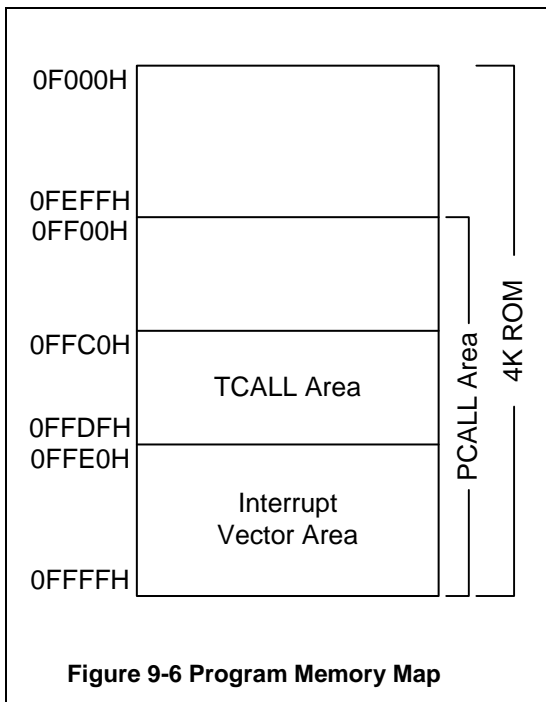 0F000H
0FEFFH
0FF00H
0FFC0H
TCALL Area
0FFDFH
0FFE0H
Interrupt
Vector Area
0FFFFH
PCALL Area
4K ROM
Figure 9-6 Program Memory Map